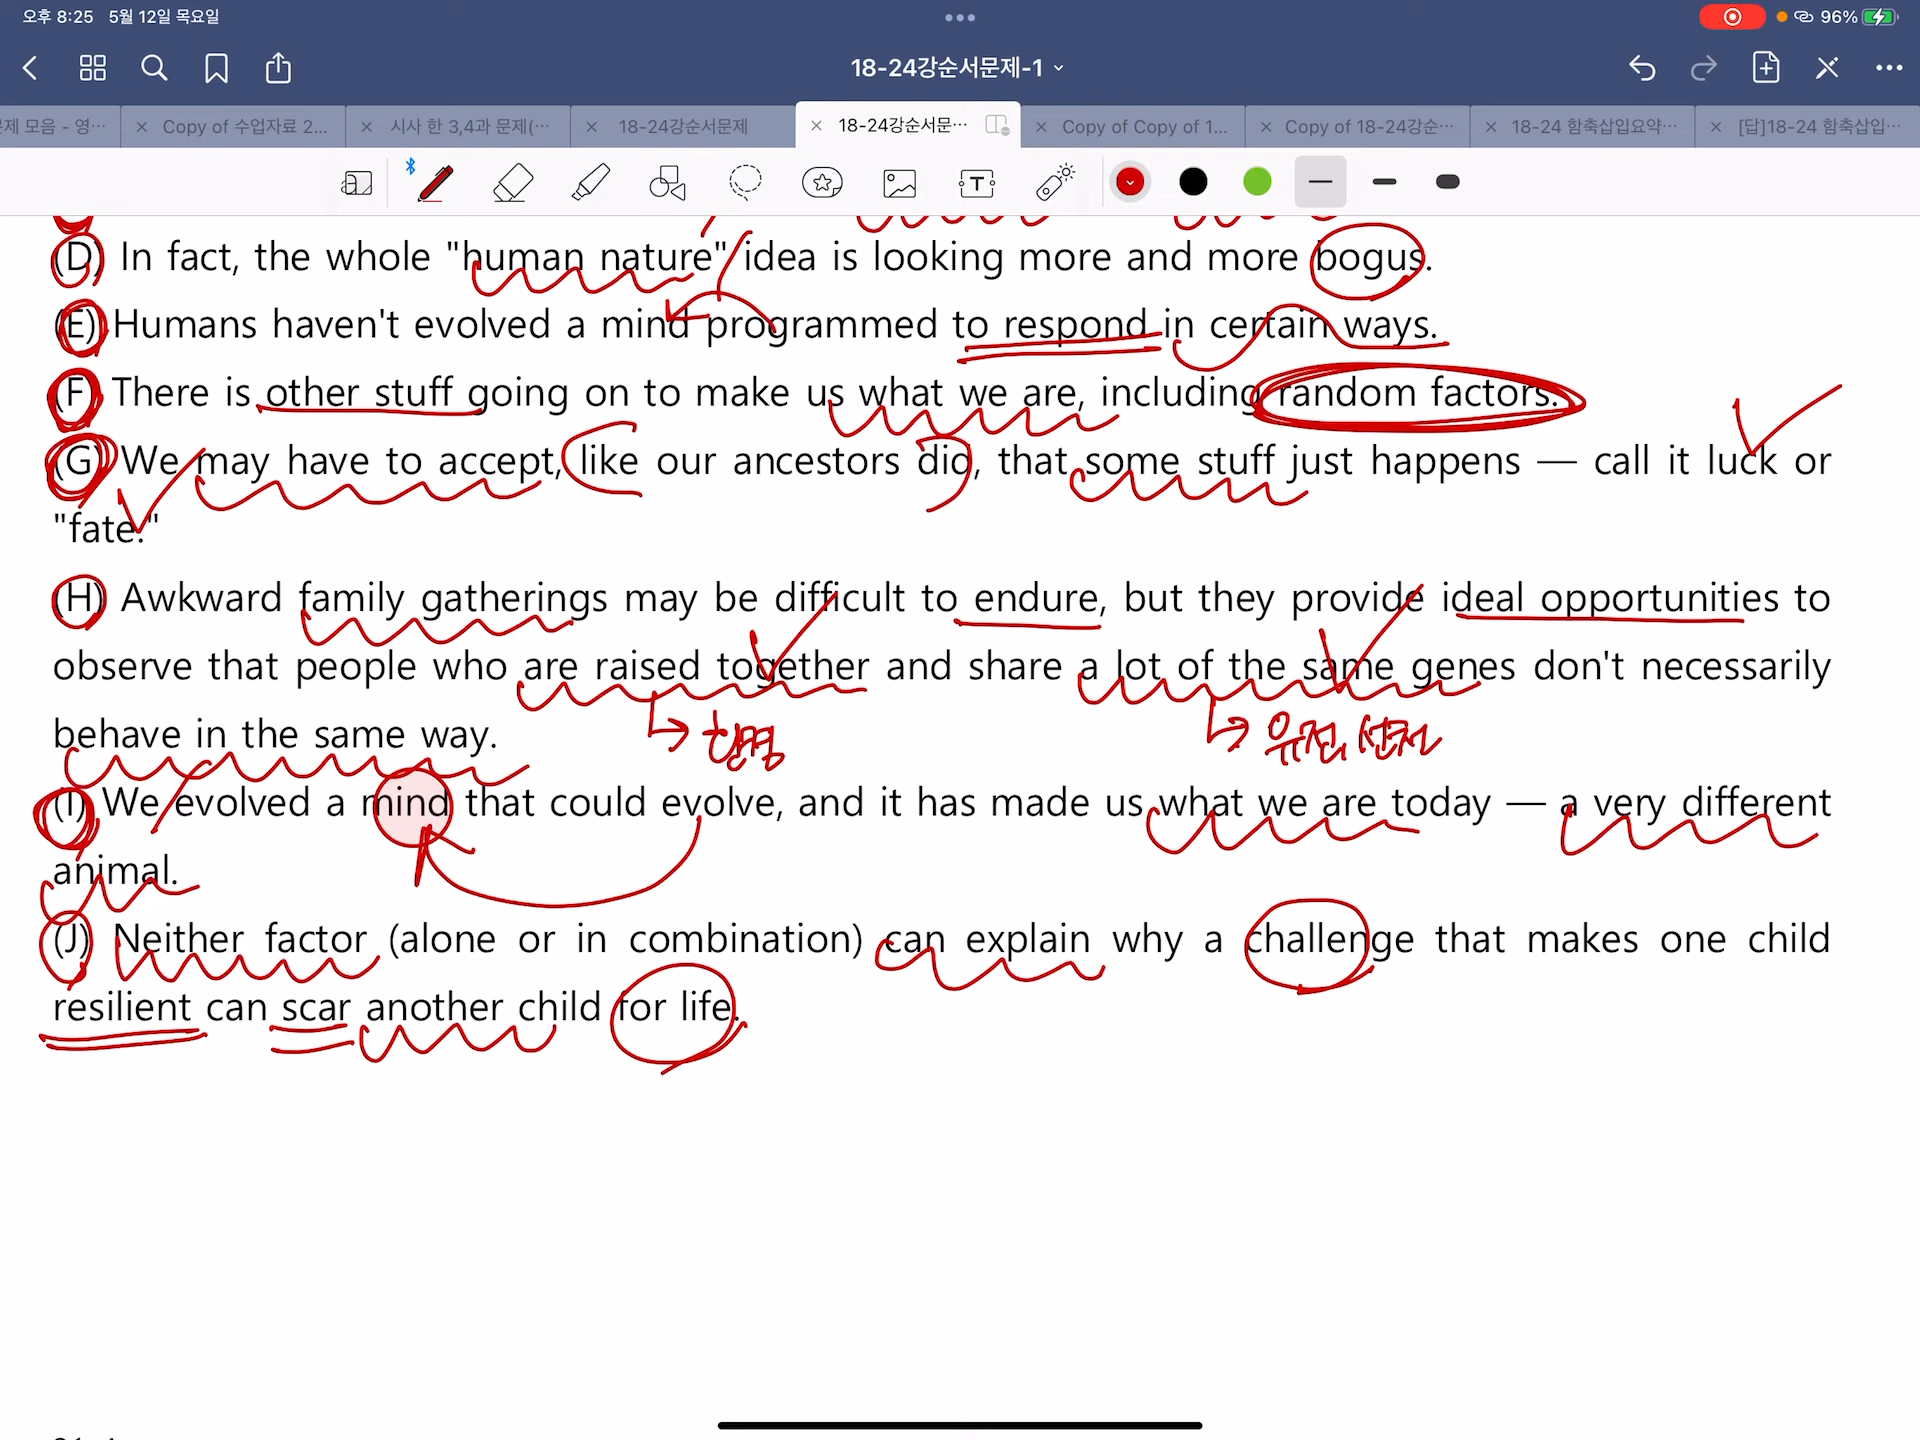 오후 8:25 5월 12일 목요일
96%
18-24강순서문제-1
문제 모음 - 영…
Copy of 수업자료 2...
시사 한 3,4과 문제(…
18-24강순서문제
18-24강순서문…
Copy of Copy of 1...
Copy of 18-24강순…
18-24 함축삽입요약…
[답]18-24 함축삽입…
(D) In fact, the whole "human nature" idea is looking more and more bogus.
(E) Humans haven't evolved a mind programmed to respond in certain ways.
(F) There is other stuff going on to make us what we are, including random factors.
(G) We may have to accept, like our ancestors did, that some stuff just happens — call it luck or
"fate."
(H) Awkward family gatherings may be difficult to endure, but they provide ideal opportunities to
observe that people who are raised together and share a lot of the same genes don't necessarily
behave in the same way.
환경
유전, 선천
(I) We evolved a mind that could evolve, and it has made us what we are today — a very different
animal.
(J) Neither factor (alone or in combination) can explain why a challenge that makes one child
resilient can scar another child for life.